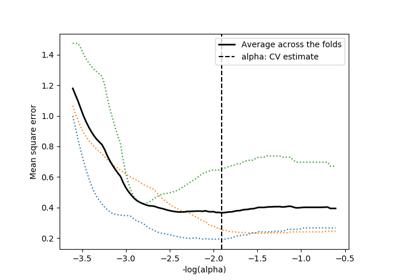 Average across the folds
alpha: CV estimate
Mean square error
1.4
1.2
1.0
0.8
0.6
0.4
0.2
−3.5 −3.0 −2.5 −2.0 −1.5 −1.0 −0.5
-log(alpha)